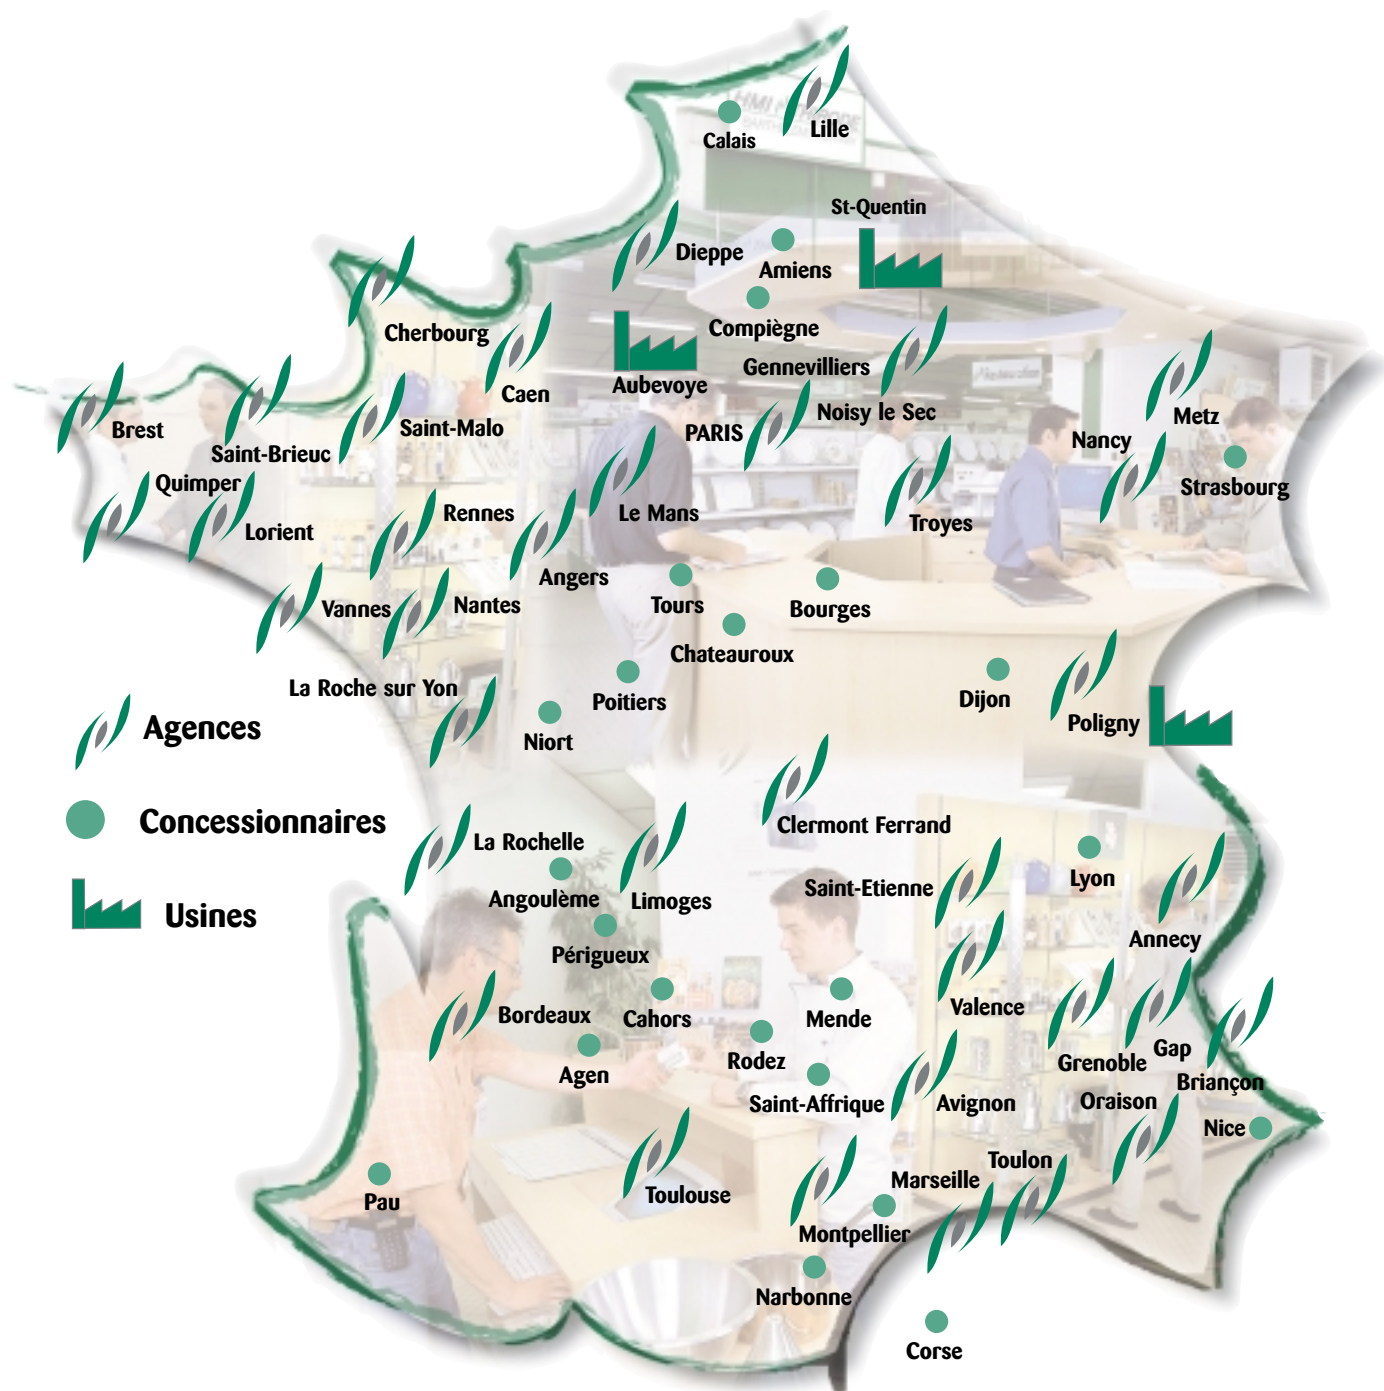 Lille
Calais
St-Quentin
Dieppe
Amiens
Cherbourg
Compiègne
Gennevilliers
Aubevoye
Caen
Noisy le Sec
Metz
Brest
Saint-Malo
PARIS
Nancy
Saint-Brieuc
Quimper
Strasbourg
Rennes
Le Mans
Troyes
Lorient
Angers
Vannes
Nantes
Tours
Bourges
Chateauroux
La Roche sur Yon
Poitiers
Dijon
Poligny
Agences
Niort
Concessionnaires
Clermont Ferrand
La Rochelle
Lyon
Saint-Etienne
Angoulème
Limoges
Usines
Annecy
Périgueux
Valence
Bordeaux
Cahors
Mende
Gap
Rodez
Grenoble
Agen
Briançon
Saint-Affrique
Avignon
Oraison
Nice
Toulon
Marseille
Toulouse
Pau
Montpellier
Narbonne
Corse